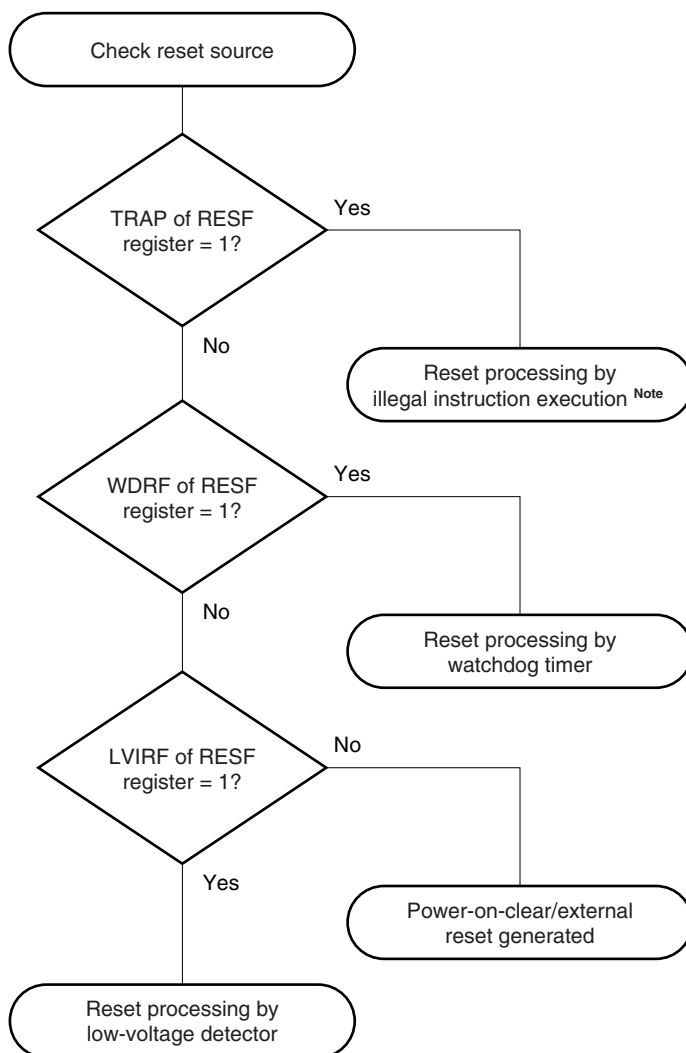 Check reset source
TRAP of RESF
register = 1?
Yes
No
Reset processing by
illegal instruction execution Note
WDRF of RESF
register = 1?
Yes
No
Reset processing by
watchdog timer
LVIRF of RESF
register = 1?
No
Yes
Power-on-clear/external
reset generated
Reset processing by
low-voltage detector